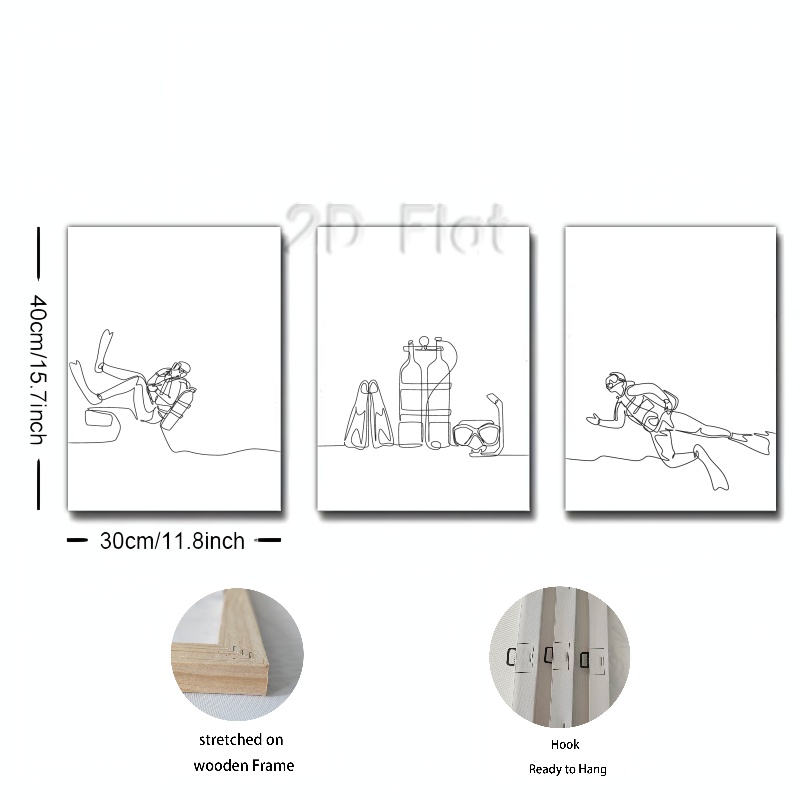 2D Flat
40cm/15.7inch
30cm/11.8inch
stretched on
wooden Frame
Hook
Ready to Hang